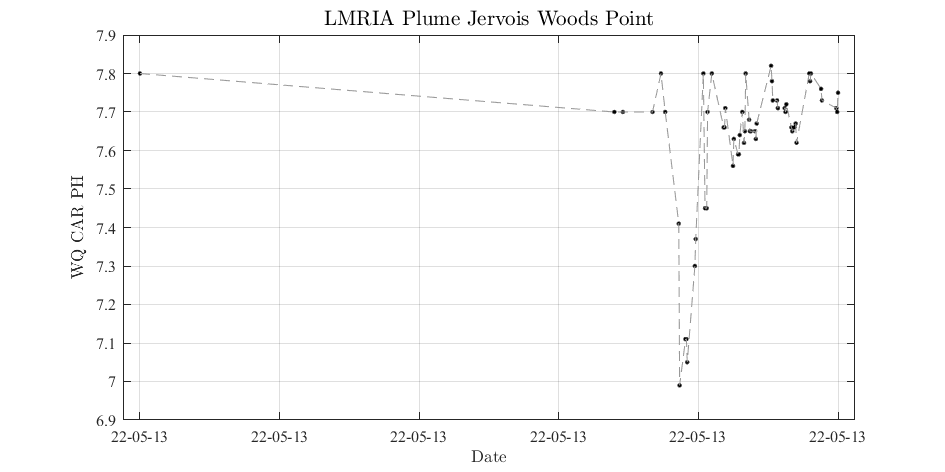 LMRIA Plume Jervois Woods Point
7.9
7.8
7.7
7.6
7.5
7.4
7.3
7.2
7.1
7
6.9
WQ CAR PH
22-05-13 22-05-13 22-05-13 22-05-13 22-05-13 22-05-13
Date